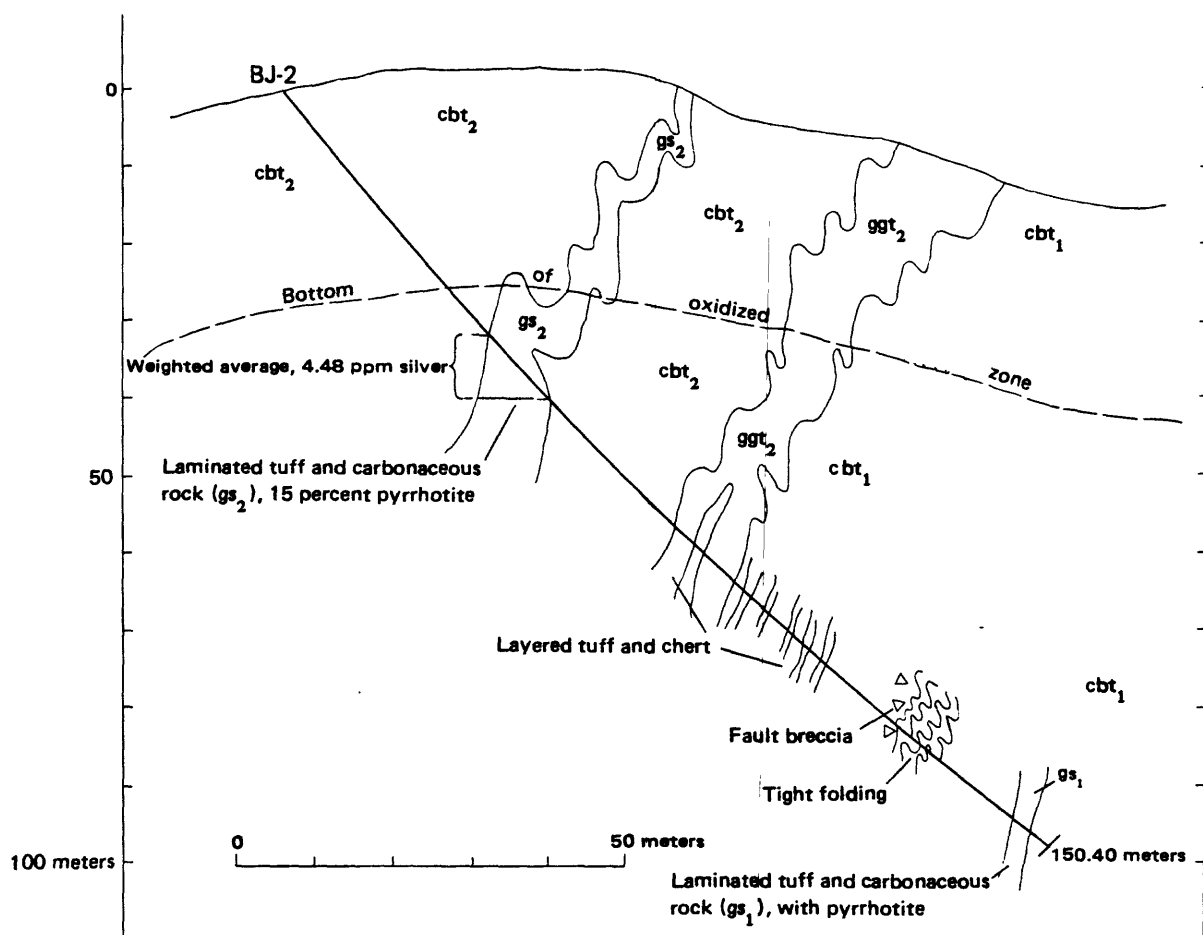 BJ-2
0
cbt₂
gs₂
cbt₂
cbt₂
ggt₂
cbt₁
Bottom of oxidized zone
gs₂
Weighted average, 4.48 ppm silver
cbt₂
ggt₂
cbt₁
Laminated tuff and carbonaceous
rock (gs₂), 15 percent pyrrhotite
50
Layered tuff and chert
cbt₁
Fault breccia
Tight folding
gs₁
0
50 meters
100 meters
150.40 meters
Laminated tuff and carbonaceous
rock (gs₁), with pyrrhotite